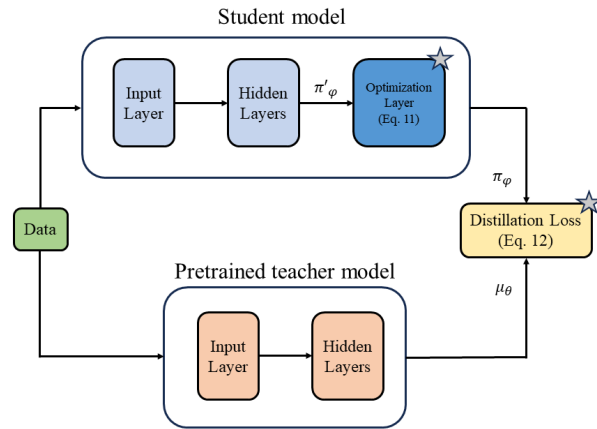 Student model
Input
Layer
Hidden
Layers
π′φ
Optimization
Layer
(Eq. 11)
πφ
Data
Distillation Loss
(Eq. 12)
Pretrained teacher model
μθ
Input
Layer
Hidden
Layers